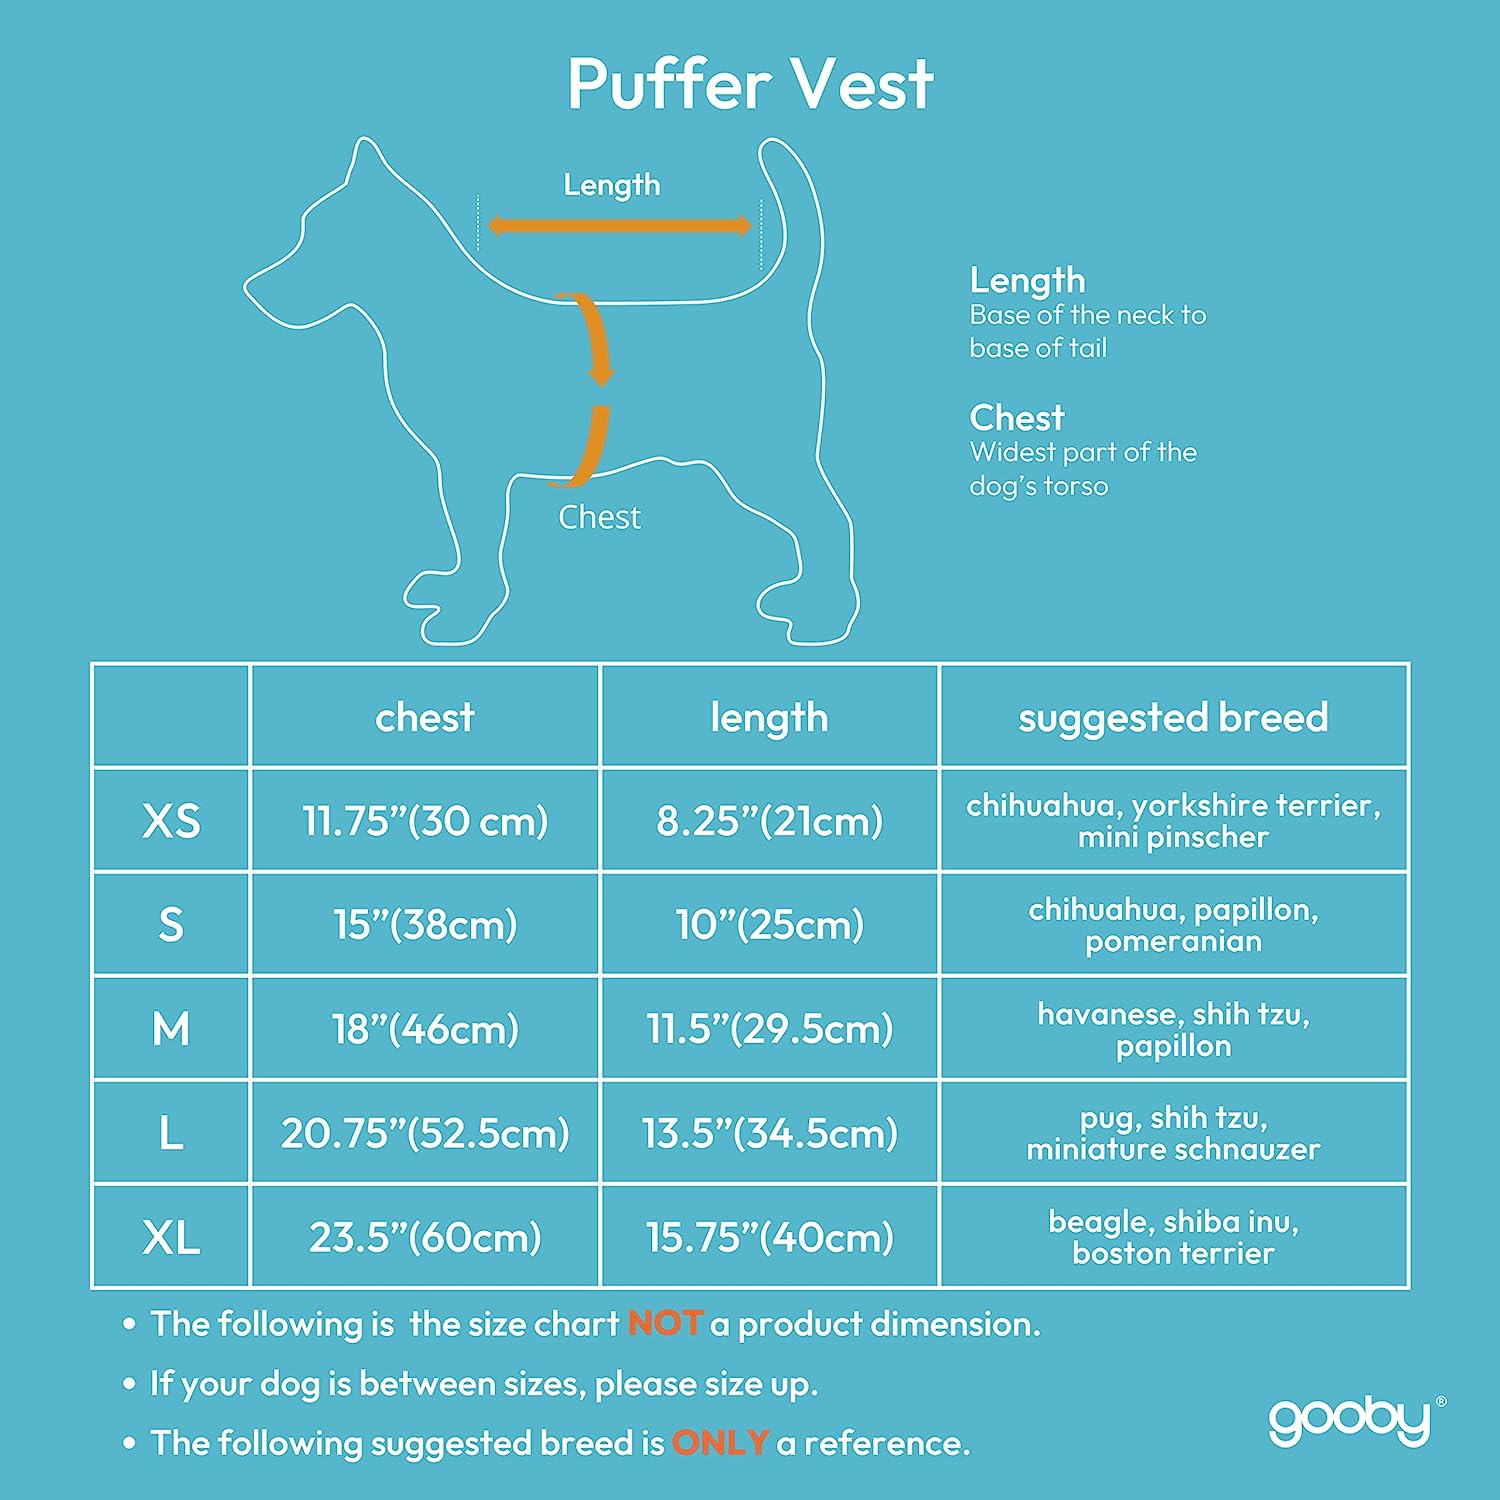 Puffer Vest
Length
Length
Base of the neck to
base of tail
Chest
Widest part of the
dog's torso
Chest
chest length suggested breed
XS 11.75”(30 cm) 8.25”(21cm) chihuahua, yorkshire terrier,
mini pinscher
S 15”(38cm) 10”(25cm) chihuahua, papillon,
pomeranian
M 18”(46cm) 11.5”(29.5cm) havanese, shih tzu,
papillon
L 20.75”(52.5cm) 13.5”(34.5cm) pug, shih tzu,
miniature schnauzer
XL 23.5”(60cm) 15.75”(40cm) beagle, shiba inu,
boston terrier
• The following is the size chart NOT a product dimension.
• If your dog is between sizes, please size up.
• The following suggested breed is ONLY a reference.
gooby®